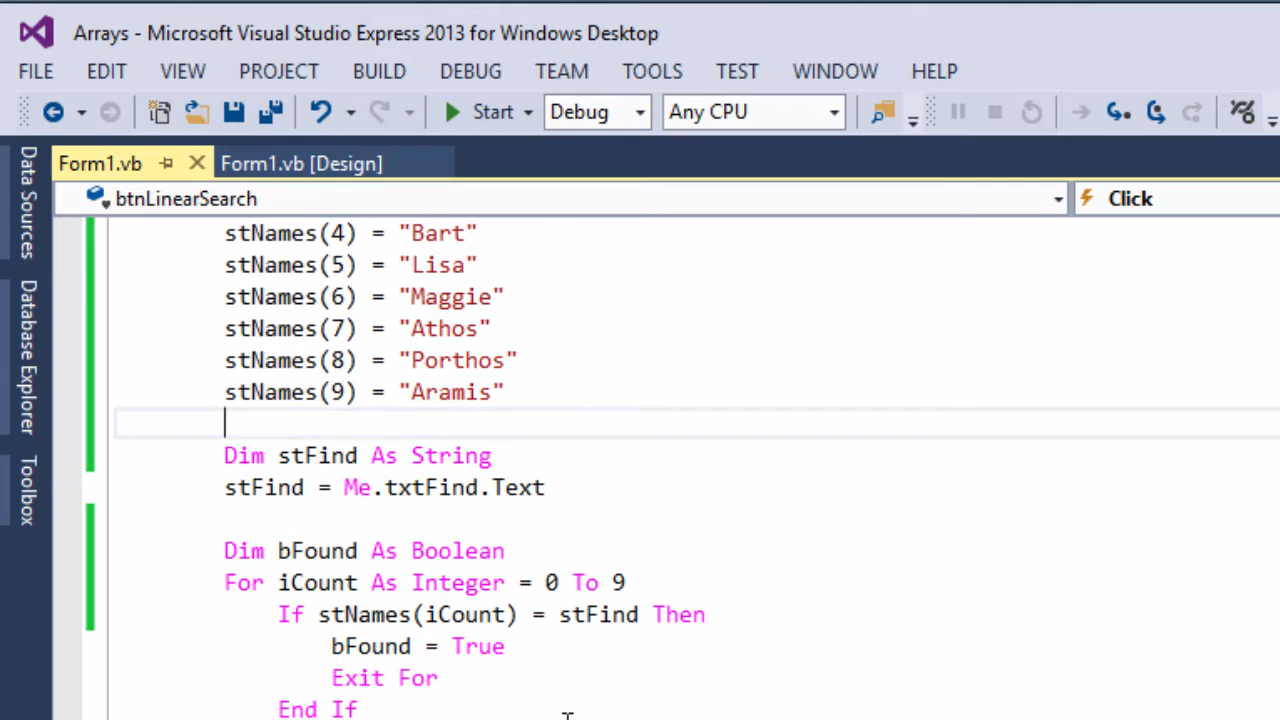 Arrays - Microsoft Visual Studio Express 2013 for Windows Desktop
FILE EDIT VIEW PROJECT BUILD DEBUG TEAM TOOLS TEST WINDOW HELP
Start Debug Any CPU
Form1.vb Form1.vb [Design]
btnLinearSearch Click
Data Sources
Database Explorer
Toolbox
stNames(4) = "Bart"
stNames(5) = "Lisa"
stNames(6) = "Maggie"
stNames(7) = "Athos"
stNames(8) = "Porthos"
stNames(9) = "Aramis"
Dim stFind As String
stFind = Me.txtFind.Text
Dim bFound As Boolean
For iCount As Integer = 0 To 9
If stNames(iCount) = stFind Then
bFound = True
Exit For
End If